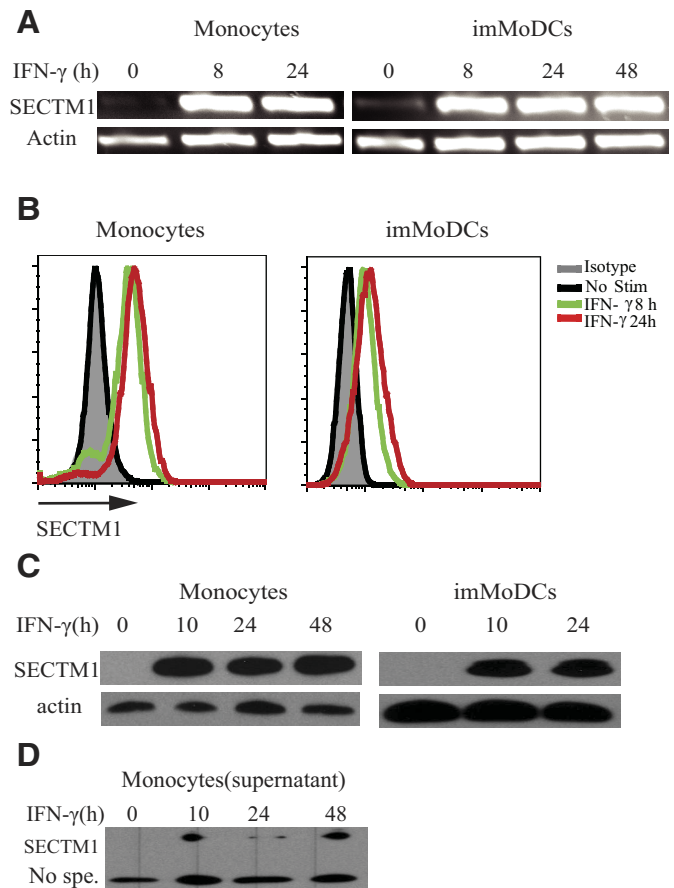 A
Monocytes imMoDCs
IFN-γ (h) 0 8 24 0 8 24 48
SECTM1
Actin
B
Monocytes imMoDCs
Isotype
No Stim
IFN- γ 8 h
IFN-γ 24h
SECTM1
C
Monocytes imMoDCs
IFN-γ(h) 0 10 24 48 0 10 24
SECTM1
actin
D
Monocytes(supernatant)
IFN-γ(h) 0 10 24 48
SECTM1
No spe.